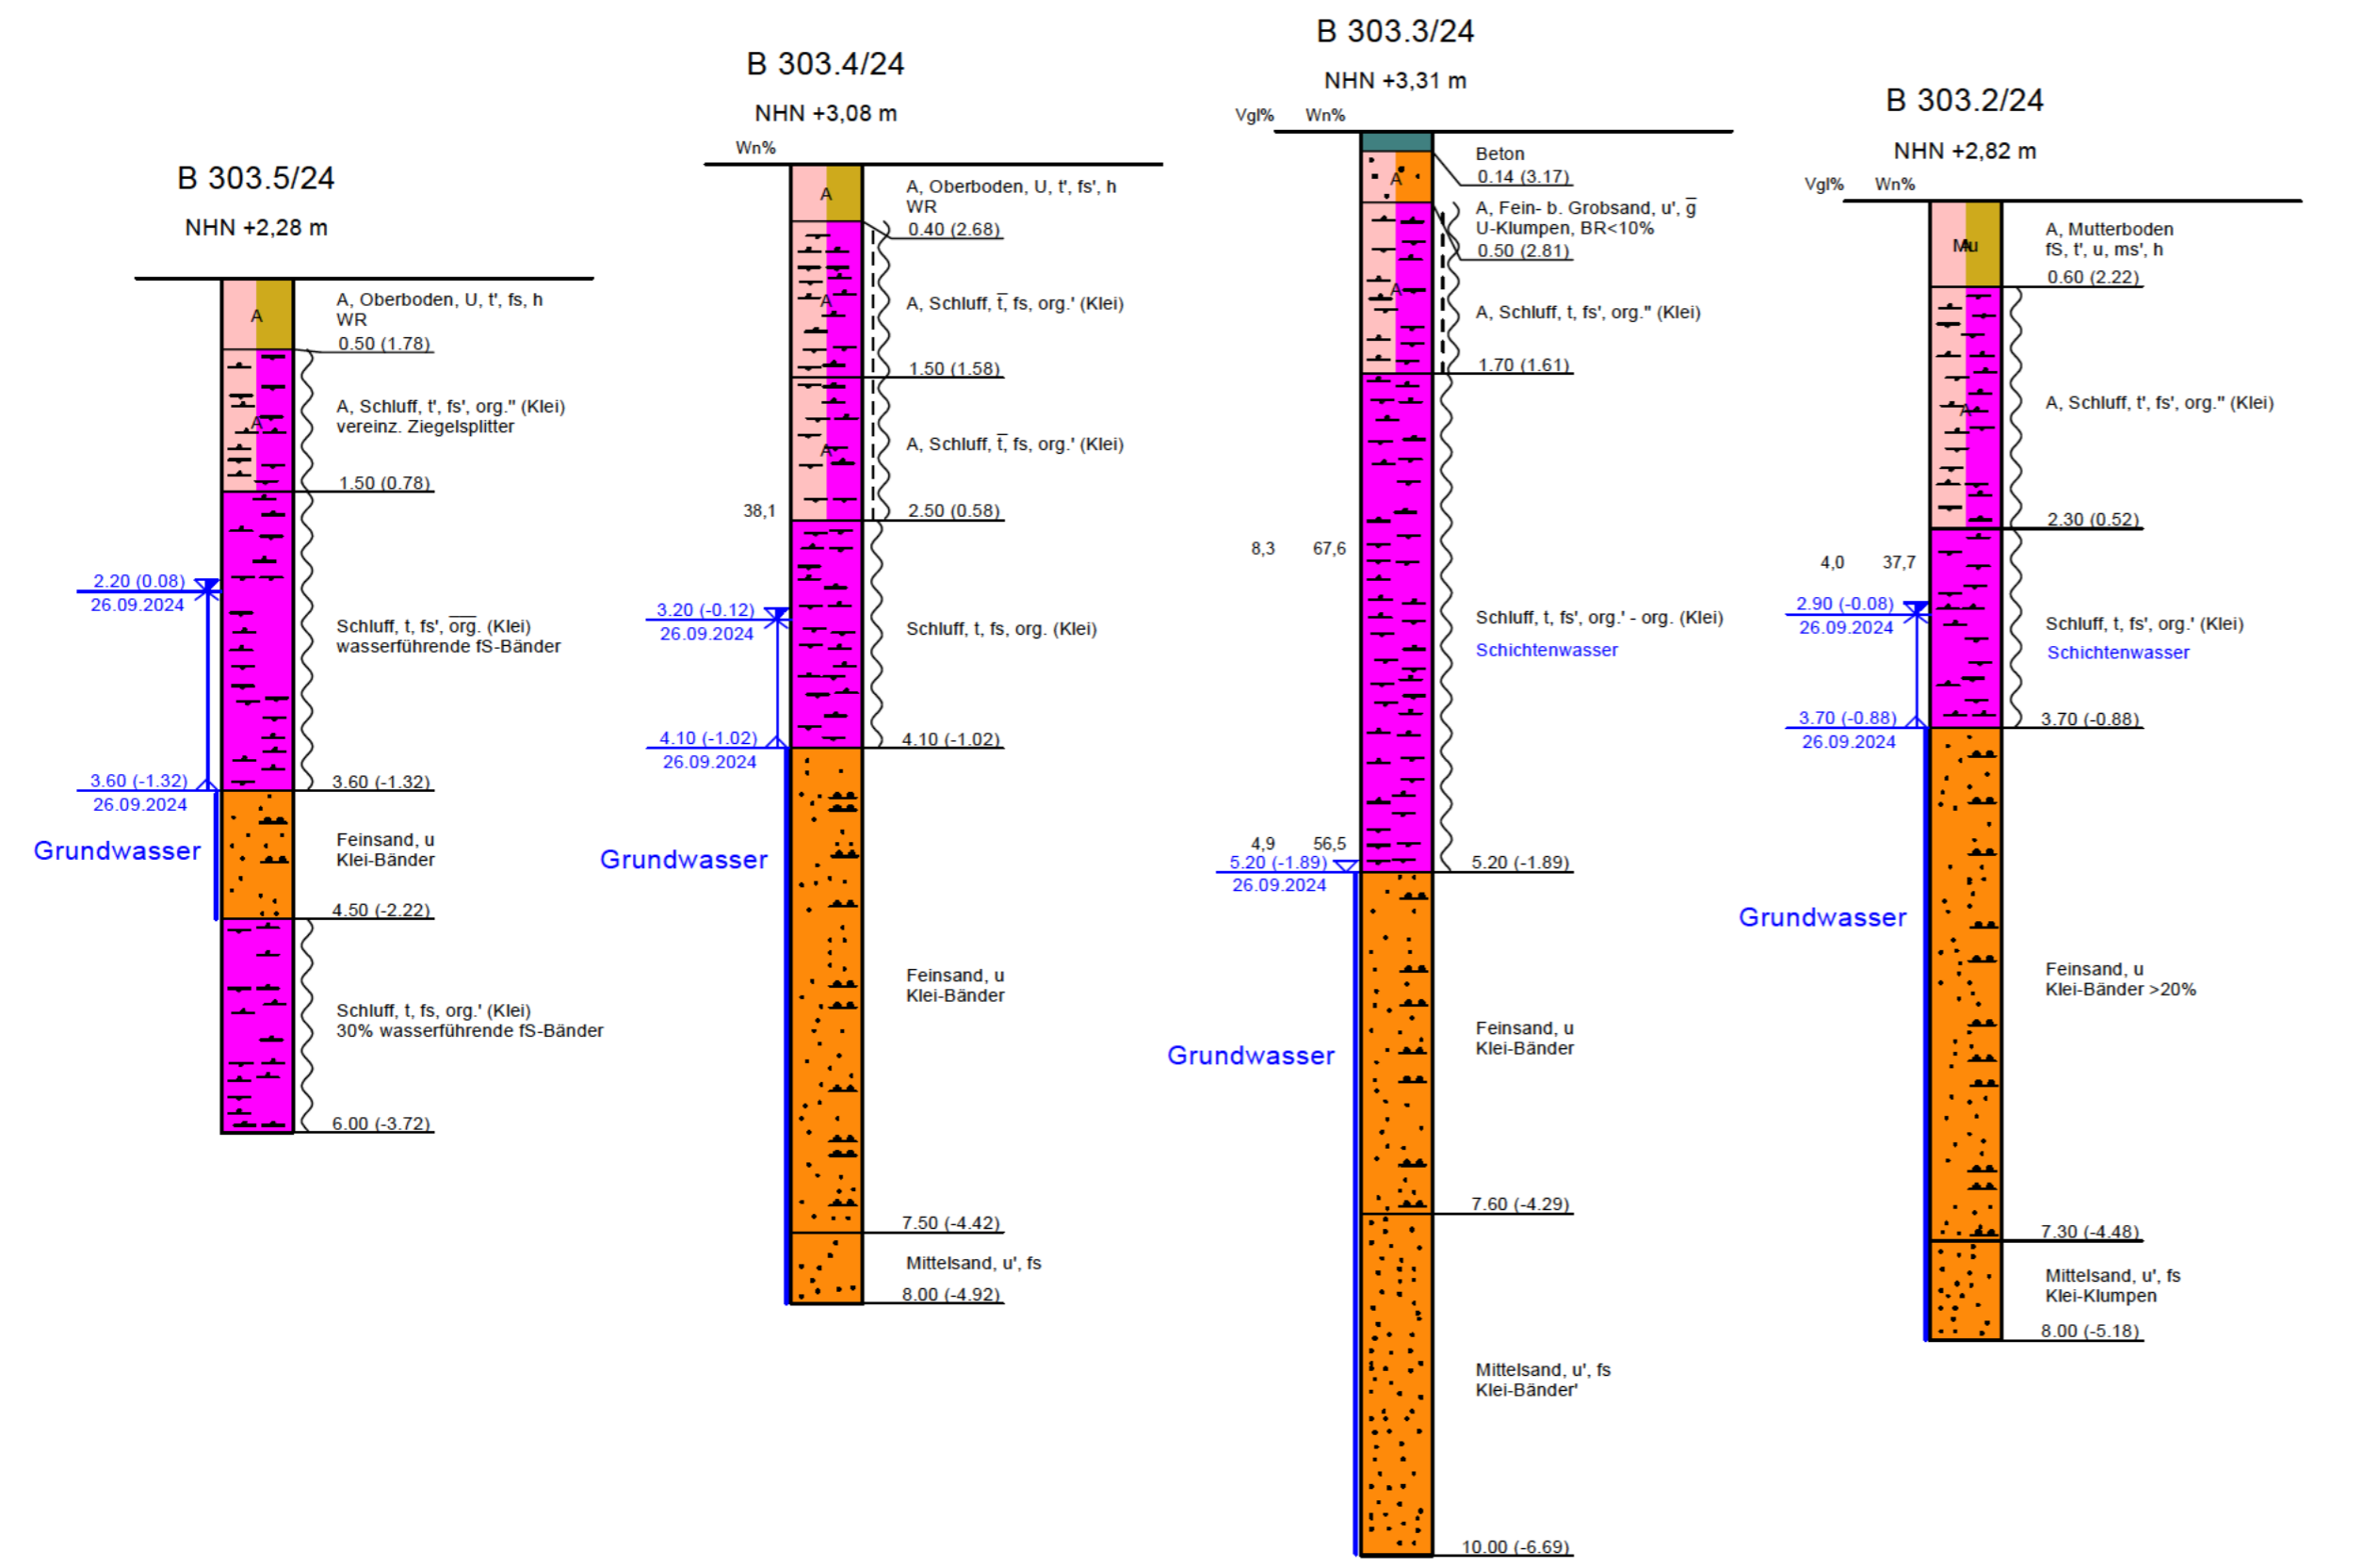 B 303.5/24
NHN +2,28 m
A, Oberboden, U, t', fs, h
WR
0.50 (1.78)
A
A, Schluff, t', fs', org.'' (Klei)
vereinz. Ziegelsplitter
A
1.50 (0.78)
2.20 (0.08)
26.09.2024
Schluff, t, fs', o̅r̅g̅. (Klei)
wasserführende fS-Bänder
3.60 (-1.32)
26.09.2024
3.60 (-1.32)
Grundwasser
Feinsand, u
Klei-Bänder
4.50 (-2.22)
Schluff, t, fs, org.' (Klei)
30% wasserführende fS-Bänder
6.00 (-3.72)
B 303.4/24
NHN +3,08 m
Wn%
A
A, Oberboden, U, t', fs', h
WR
0.40 (2.68)
A
A, Schluff, t̅, fs, org.' (Klei)
1.50 (1.58)
A
A, Schluff, t̅, fs, org.' (Klei)
38,1
2.50 (0.58)
3.20 (-0.12)
26.09.2024
Schluff, t, fs, org. (Klei)
4.10 (-1.02)
26.09.2024
4.10 (-1.02)
Grundwasser
Feinsand, u
Klei-Bänder
7.50 (-4.42)
Mittelsand, u', fs
8.00 (-4.92)
B 303.3/24
NHN +3,31 m
Vgl% Wn%
Beton
0.14 (3.17)
A
A, Fein- b. Grobsand, u', g̅
U-Klumpen, BR<10%
0.50 (2.81)
A
A, Schluff, t, fs', org.'' (Klei)
1.70 (1.61)
8,3 67,6
Schluff, t, fs', org.' - org. (Klei)
Schichtenwasser
4,9 56,5
5.20 (-1.89)
26.09.2024
5.20 (-1.89)
Grundwasser
Feinsand, u
Klei-Bänder
7.60 (-4.29)
Mittelsand, u', fs
Klei-Bänder'
10.00 (-6.69)
B 303.2/24
NHN +2,82 m
Vgl% Wn%
Mu
A, Mutterboden
fS, t', u, ms', h
0.60 (2.22)
A
A, Schluff, t', fs', org.'' (Klei)
2.30 (0.52)
4,0 37,7
2.90 (-0.08)
26.09.2024
Schluff, t, fs', org.' (Klei)
Schichtenwasser
3.70 (-0.88)
26.09.2024
3.70 (-0.88)
Grundwasser
Feinsand, u
Klei-Bänder >20%
7.30 (-4.48)
Mittelsand, u', fs
Klei-Klumpen
8.00 (-5.18)